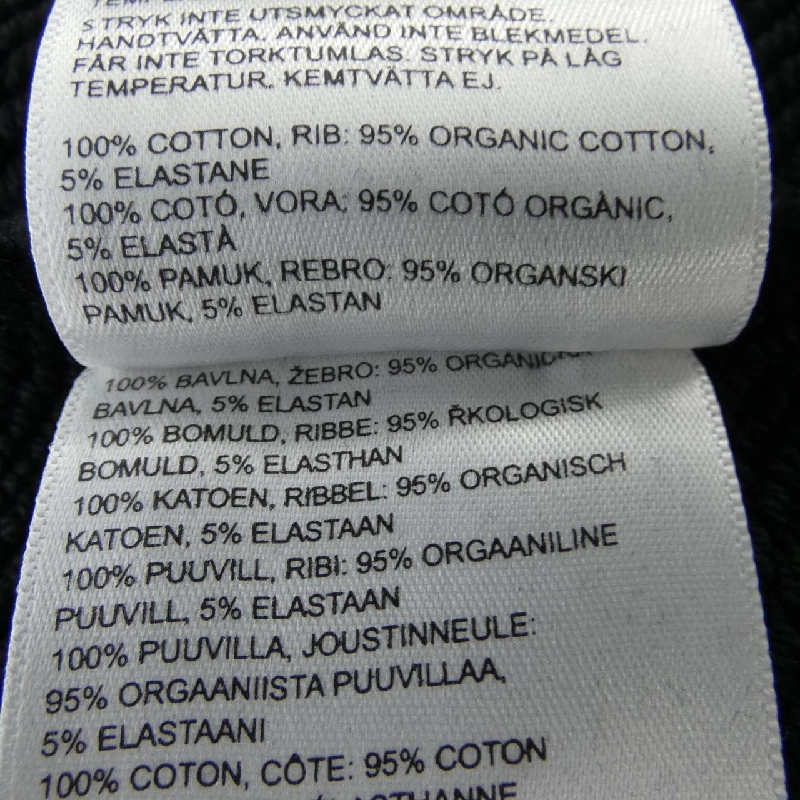 STRYK INTE UTSMYCKAT OMRÅDE.
HANDTVÄTTA. ANVÄND INTE BLEKMEDEL.
FÅR INTE TORKTUMLAS. STRYK PÅ LÅG
TEMPERATUR. KEMTVÄTTA EJ.
100% COTTON, RIB: 95% ORGANIC COTTON,
5% ELASTANE
100% COTÓ, VORA: 95% COTÓ ORGÀNIC,
5% ELASTÀ
100% PAMUK, REBRO: 95% ORGANSKI
PAMUK, 5% ELASTAN
100% BAVLNA, ŽEBRO: 95%
BAVLNA, 5% ELASTAN
100% BOMULD, RIBBE: 95% ŘKOLOGISK
BOMULD, 5% ELASTHAN
100% KATOEN, RIBBEL: 95% ORGANISCH
KATOEN, 5% ELASTAAN
100% PUUVILL, RIBI: 95% ORGAANILINE
PUUVILL, 5% ELASTAAN
100% PUUVILLA, JOUSTINNEULE:
95% ORGAANIISTA PUUVILLAA,
5% ELASTAANI
100% COTON, CÔTE: 95% COTON